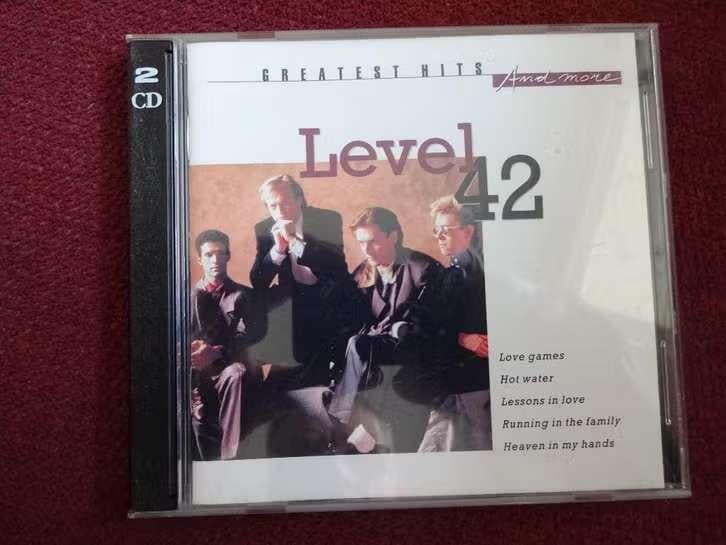 2
CD
GREATEST HITS And more
Level
42
Love games
Hot water
Lessons in love
Running in the family
Heaven in my hands